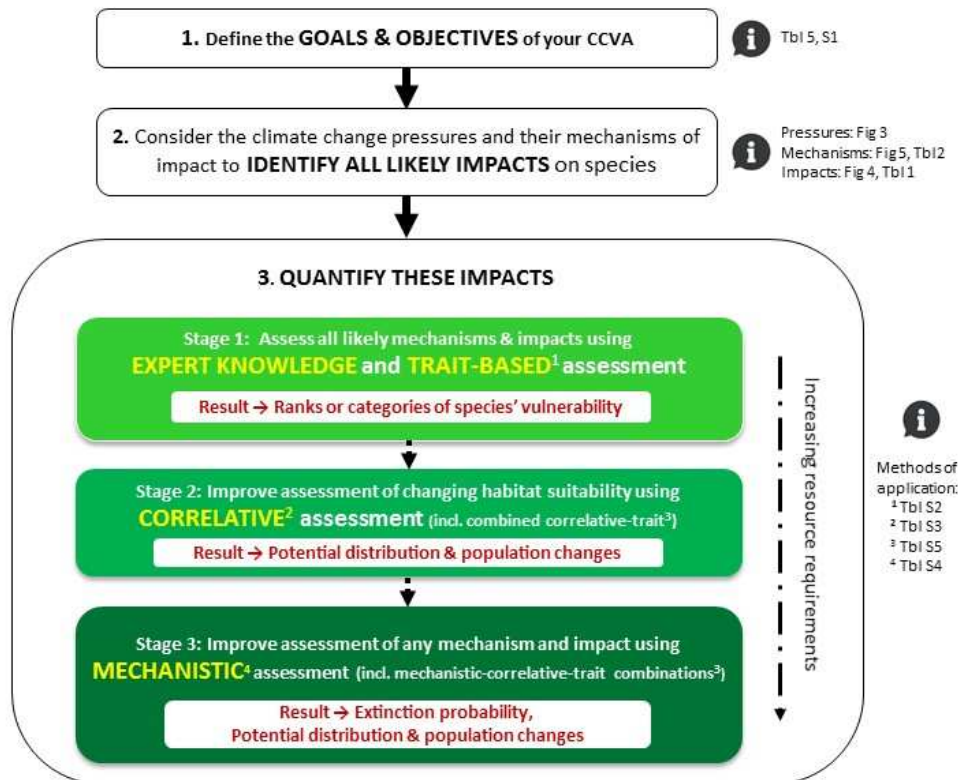 1. Define the GOALS & OBJECTIVES of your CCVA
i
Tbl 5, S1
2. Consider the climate change pressures and their mechanisms of
impact to IDENTIFY ALL LIKELY IMPACTS on species
i
Pressures: Fig 3
Mechanisms: Fig 5, Tbl 2
Impacts: Fig 4, Tbl 1
3. QUANTIFY THESE IMPACTS
Stage 1: Assess all likely mechanisms & impacts using
EXPERT KNOWLEDGE and TRAIT-BASED¹ assessment
Result → Ranks or categories of species' vulnerability
Stage 2: Improve assessment of changing habitat suitability using
CORRELATIVE² assessment (incl. combined correlative-trait³)
Result → Potential distribution & population changes
Stage 3: Improve assessment of any mechanism and impact using
MECHANISTIC⁴ assessment (incl. mechanistic-correlative-trait combinations³)
Result → Extinction probability,
Potential distribution & population changes
Increasing resource requirements
i
Methods of
application:
¹ Tbl S2
² Tbl S3
³ Tbl S5
⁴ Tbl S4